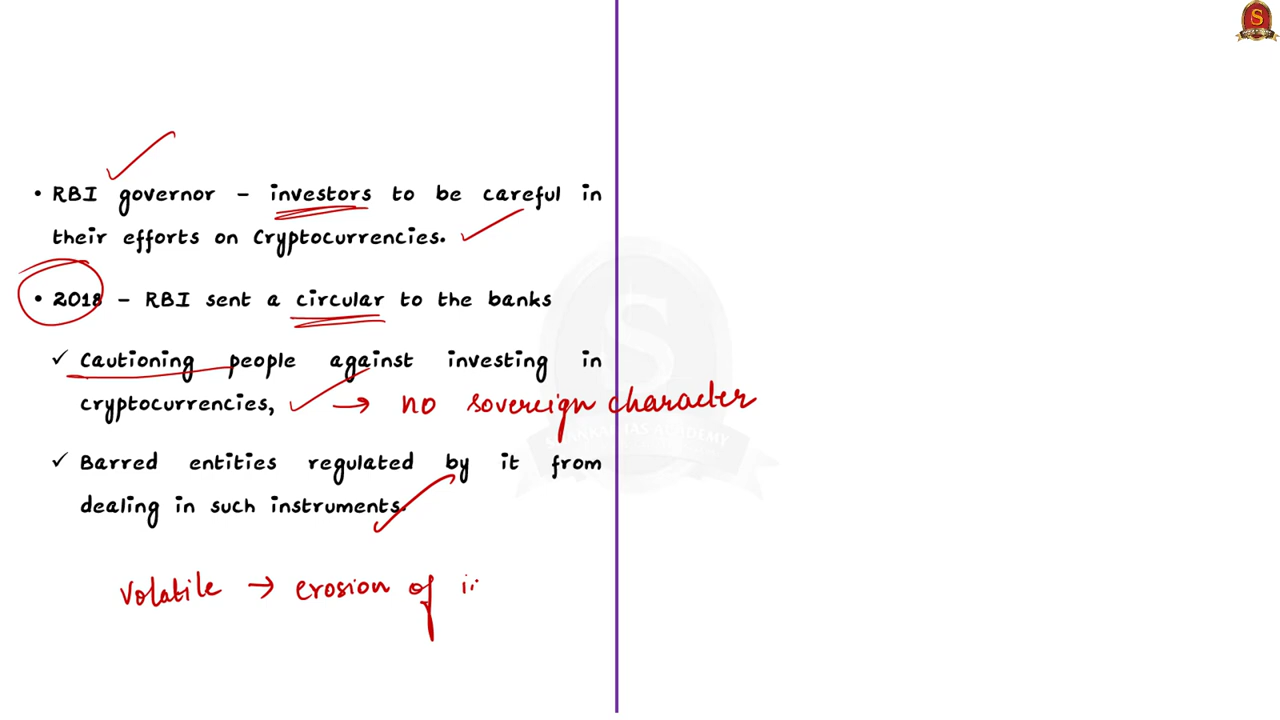 • RBI governor – investors to be careful in
their efforts on Cryptocurrencies.
• 2018 – RBI sent a circular to the banks
✓ Cautioning people against investing in
cryptocurrencies, → no sovereign character
✓ Barred entities regulated by it from
dealing in such instruments.
Volatile → erosion of
S